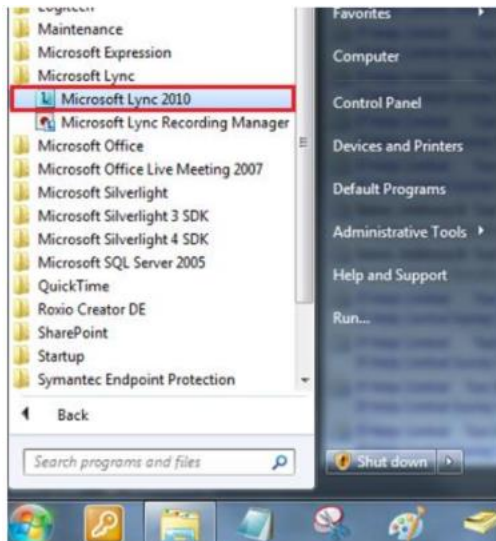 Logitech
Maintenance
Microsoft Expression
Microsoft Lync
Microsoft Lync 2010
Microsoft Lync Recording Manager
Microsoft Office
Microsoft Office Live Meeting 2007
Microsoft Silverlight
Microsoft Silverlight 3 SDK
Microsoft Silverlight 4 SDK
Microsoft SQL Server 2005
QuickTime
Roxio Creator DE
SharePoint
Startup
Symantec Endpoint Protection
Back
Search programs and files
Favorites
Computer
Control Panel
Devices and Printers
Default Programs
Administrative Tools
Help and Support
Run...
Shut down